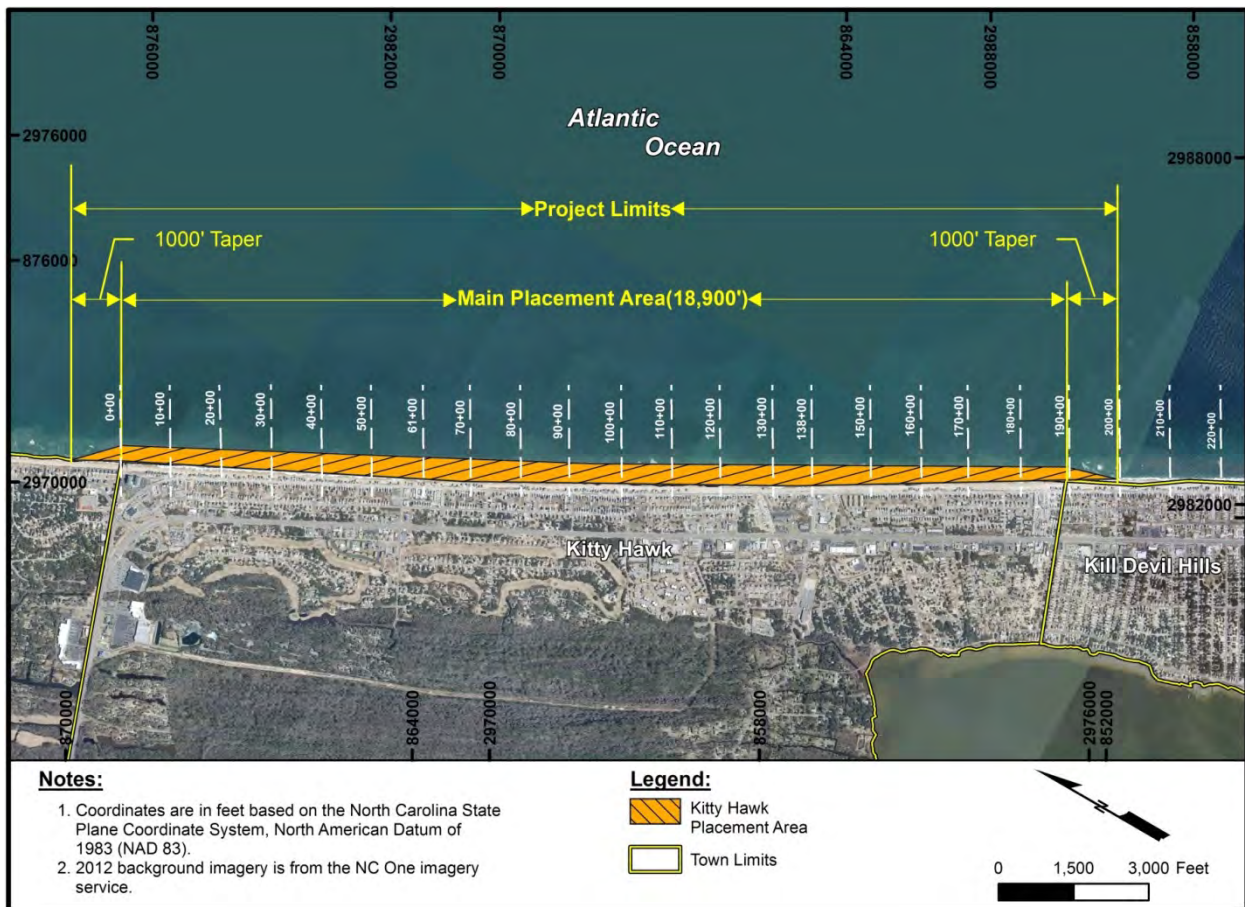 876000
2982000
870000
864000
2988000
858000
Atlantic
Ocean
2976000
2988000
Project Limits
1000' Taper
1000' Taper
876000
Main Placement Area(18,900')
0+00
10+00
20+00
30+00
40+00
50+00
61+00
70+00
80+00
90+00
100+00
110+00
120+00
130+00
138+00
150+00
160+00
170+00
180+00
190+00
200+00
210+00
220+00
2970000
2982000
Kitty Hawk
Kill Devil Hills
870000
864000
2970000
858000
2976000
852000
Notes:
1. Coordinates are in feet based on the North Carolina State
Plane Coordinate System, North American Datum of
1983 (NAD 83).
2. 2012 background imagery is from the NC One imagery
service.
Legend:
Kitty Hawk
Placement Area
Town Limits
N
0 1,500 3,000 Feet